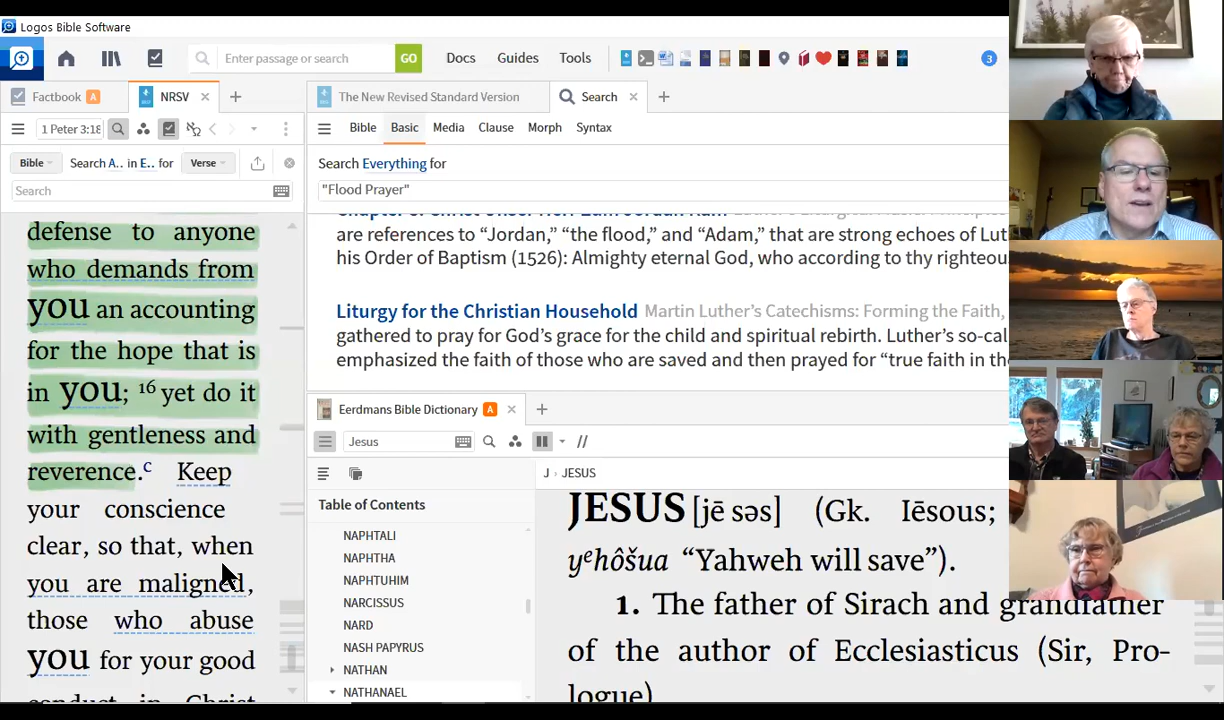 Logos Bible Software
Enter passage or search
GO
Docs
Guides
Tools
3
Factbook A
NRSV
The New Revised Standard Version
Search
1 Peter 3:18
Bible
Basic
Media
Clause
Morph
Syntax
Bible
Search A.. in E.. for
Verse
Search
Search Everything for
"Flood Prayer"
defense to anyone
who demands from
you an accounting
for the hope that is
in you; 16 yet do it
with gentleness and
reverence.c Keep
your conscience
clear, so that, when
you are maligned,
those who abuse
you for your good
conduct in Christ
are references to “Jordan,” “the flood,” and “Adam,” that are strong echoes of Lut
his Order of Baptism (1526): Almighty eternal God, who according to thy righteou
Liturgy for the Christian Household Martin Luther’s Catechisms: Forming the Faith,
gathered to pray for God’s grace for the child and spiritual rebirth. Luther’s so-cal
emphasized the faith of those who are saved and then prayed for “true faith in th
Eerdmans Bible Dictionary A
Jesus
J › JESUS
Table of Contents
NAPHTALI
NAPHTHA
NAPHTUHIM
NARCISSUS
NARD
NASH PAPYRUS
NATHAN
NATHANAEL
JESUS [jē səs] (Gk. Iēsous;
yᵉhôšua “Yahweh will save”).
1. The father of Sirach and grandfather
of the author of Ecclesiasticus (Sir, Pro-
logue)